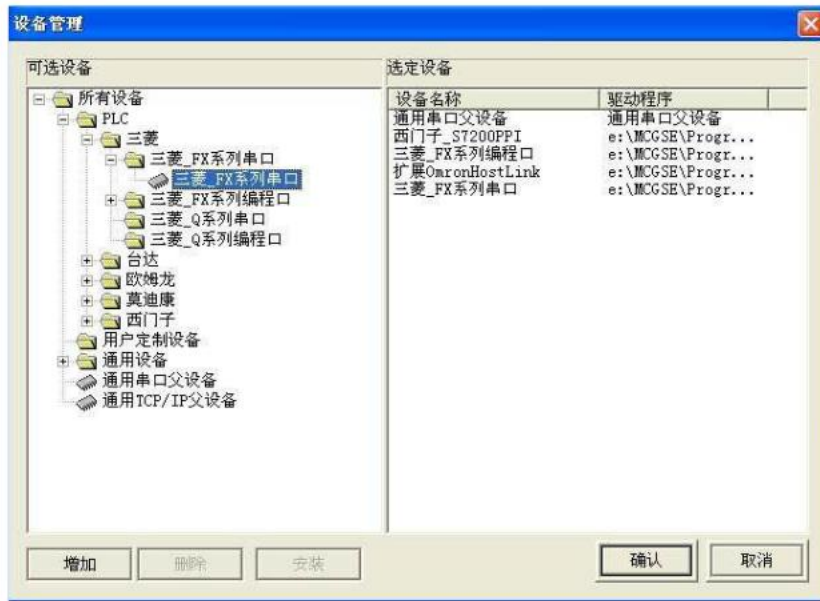 设备管理
可选设备
所有设备
PLC
三菱
三菱_FX系列串口
三菱_FX系列串口
三菱_FX系列编程口
三菱_Q系列串口
三菱_Q系列编程口
台达
欧姆龙
莫迪康
西门子
用户定制设备
通用设备
通用串口父设备
通用TCP/IP父设备
选定设备
设备名称 驱动程序
通用串口父设备 通用串口父设备
西门子_S7200PPI e:\MCGSE\Progr...
三菱_FX系列编程口 e:\MCGSE\Progr...
扩展OmronHostLink e:\MCGSE\Progr...
三菱_FX系列串口 e:\MCGSE\Progr...
增加 删除 安装 确认 取消